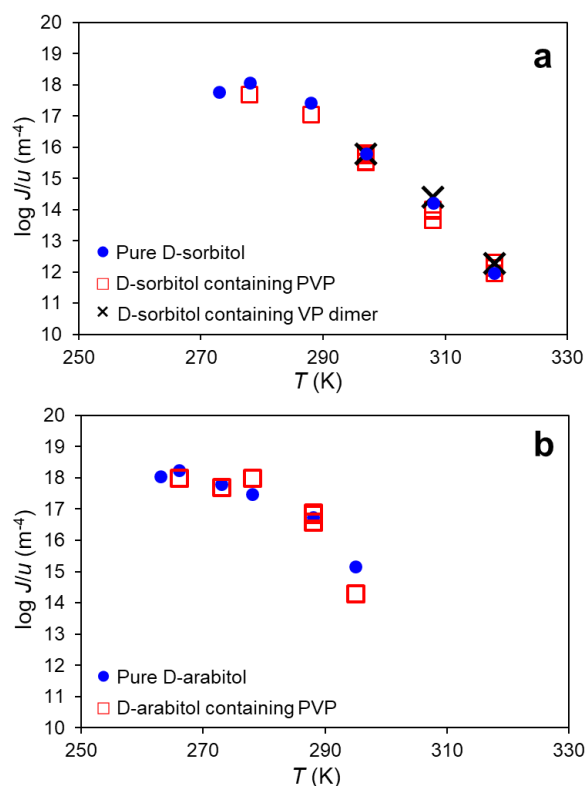 a
20
19
18
17
16
15
14
13
12
11
10
log J/u (m⁻⁴)
Pure D-sorbitol
D-sorbitol containing PVP
D-sorbitol containing VP dimer
250 270 290 310 330
T (K)
b
20
19
18
17
16
15
14
13
12
11
10
log J/u (m⁻⁴)
Pure D-arabitol
D-arabitol containing PVP
250 270 290 310 330
T (K)